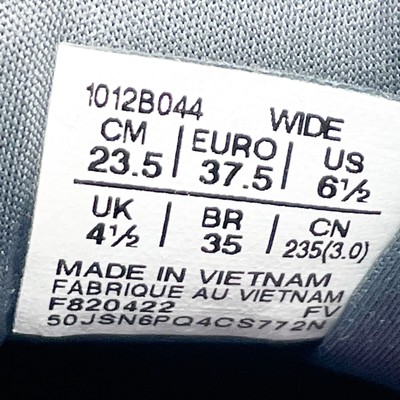 1012B044 WIDE
CM EURO US
23.5 37.5 6½
UK BR CN
4½ 35 235(3.0)
MADE IN VIETNAM
FABRIQUE AU VIETNAM
F820422 FV
50JSN6PQ4CS772N